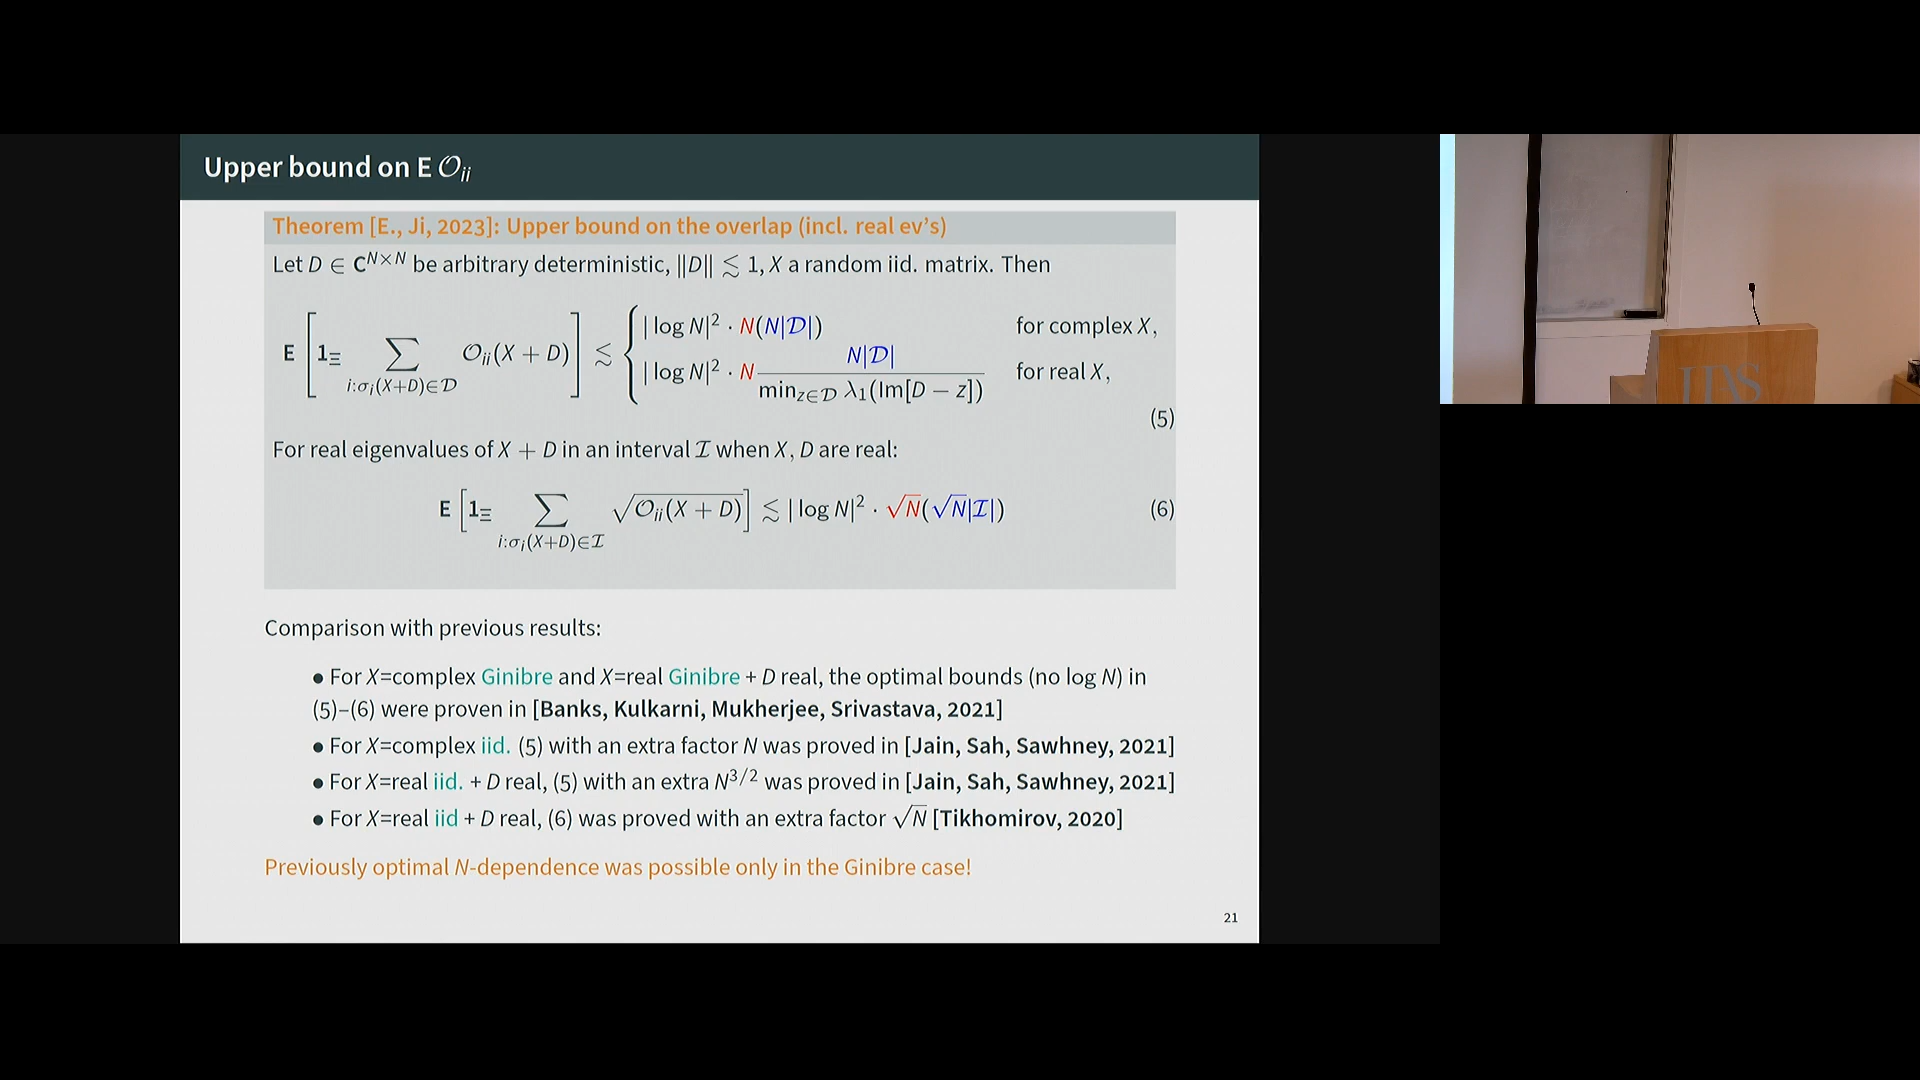 Upper bound on E 𝒪ᵢᵢ
Theorem [E., Ji, 2023]: Upper bound on the overlap (incl. real ev's)
Let D ∈ C^{N×N} be arbitrary deterministic, ||D|| ≲ 1, X a random iid. matrix. Then
E [ 1_Ξ ∑_{i:σ_i(X+D)∈𝒟} 𝒪_{ii}(X + D) ] ≲ { | log N|² · N(N|𝒟|) for complex X,
| log N|² · N \frac{N|𝒟|}{min_{z∈𝒟} λ₁(Im[D − z])} for real X,
(5)
For real eigenvalues of X + D in an interval ℐ when X, D are real:
E [ 1_Ξ ∑_{i:σ_i(X+D)∈ℐ} √{𝒪_{ii}(X + D)} ] ≲ | log N|² · √N(√N|ℐ|) (6)
Comparison with previous results:
• For X=complex Ginibre and X=real Ginibre + D real, the optimal bounds (no log N) in
(5)–(6) were proven in [Banks, Kulkarni, Mukherjee, Srivastava, 2021]
• For X=complex iid. (5) with an extra factor N was proved in [Jain, Sah, Sawhney, 2021]
• For X=real iid. + D real, (5) with an extra N^{3/2} was proved in [Jain, Sah, Sawhney, 2021]
• For X=real iid + D real, (6) was proved with an extra factor √N [Tikhomirov, 2020]
Previously optimal N-dependence was possible only in the Ginibre case!
21